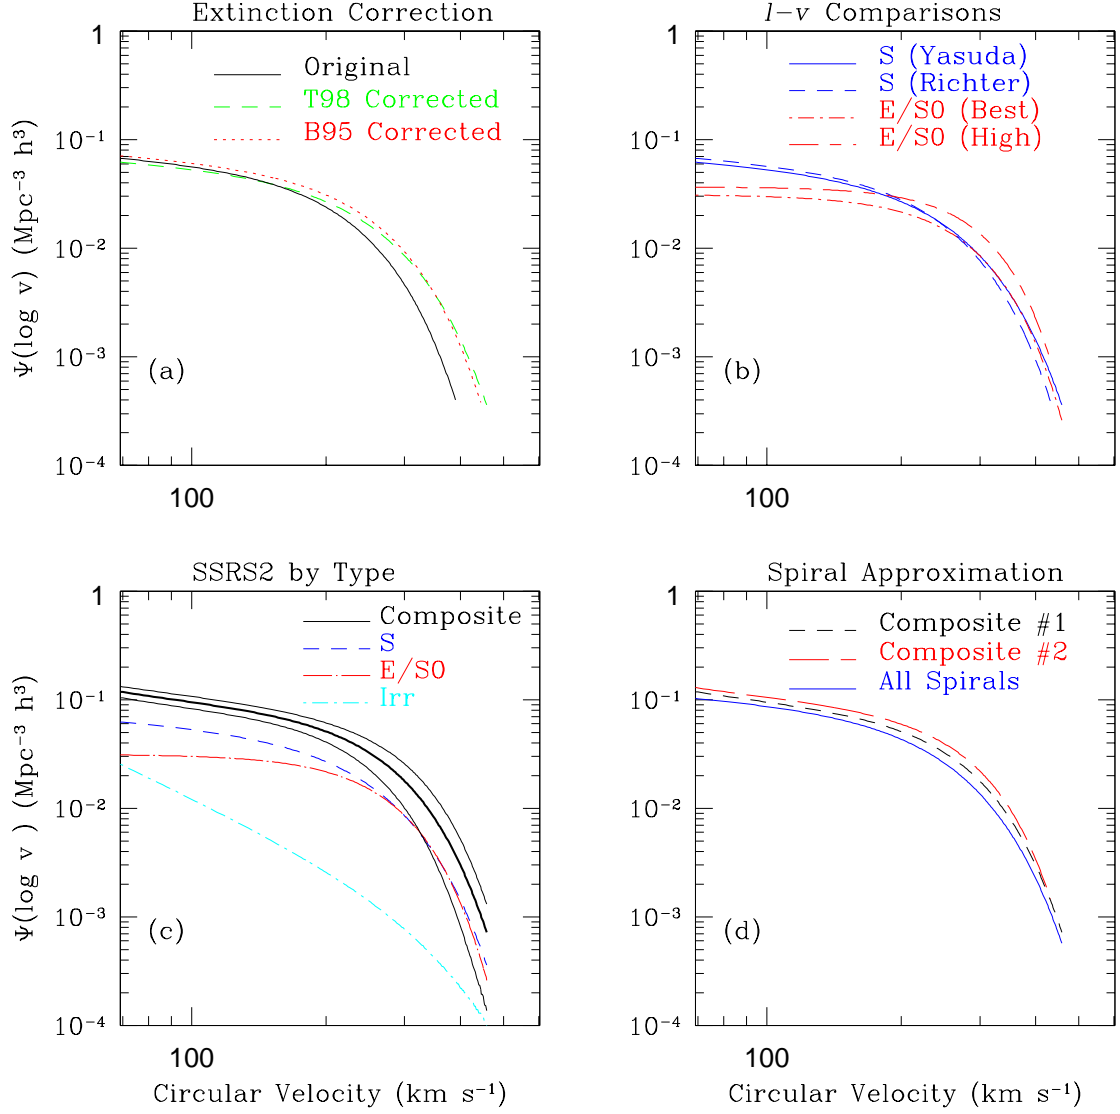 Extinction Correction
Original
T98 Corrected
B95 Corrected
1
10⁻¹
10⁻²
10⁻³
10⁻⁴
Ψ(log v) (Mpc⁻³ h³)
(a)
100
l−v Comparisons
S (Yasuda)
S (Richter)
E/S0 (Best)
E/S0 (High)
1
10⁻¹
10⁻²
10⁻³
10⁻⁴
(b)
100
SSRS2 by Type
Composite
S
E/S0
Irr
1
10⁻¹
10⁻²
10⁻³
10⁻⁴
Ψ(log v ) (Mpc⁻³ h³)
(c)
100
Circular Velocity (km s⁻¹)
Spiral Approximation
Composite #1
Composite #2
All Spirals
1
10⁻¹
10⁻²
10⁻³
10⁻⁴
(d)
100
Circular Velocity (km s⁻¹)